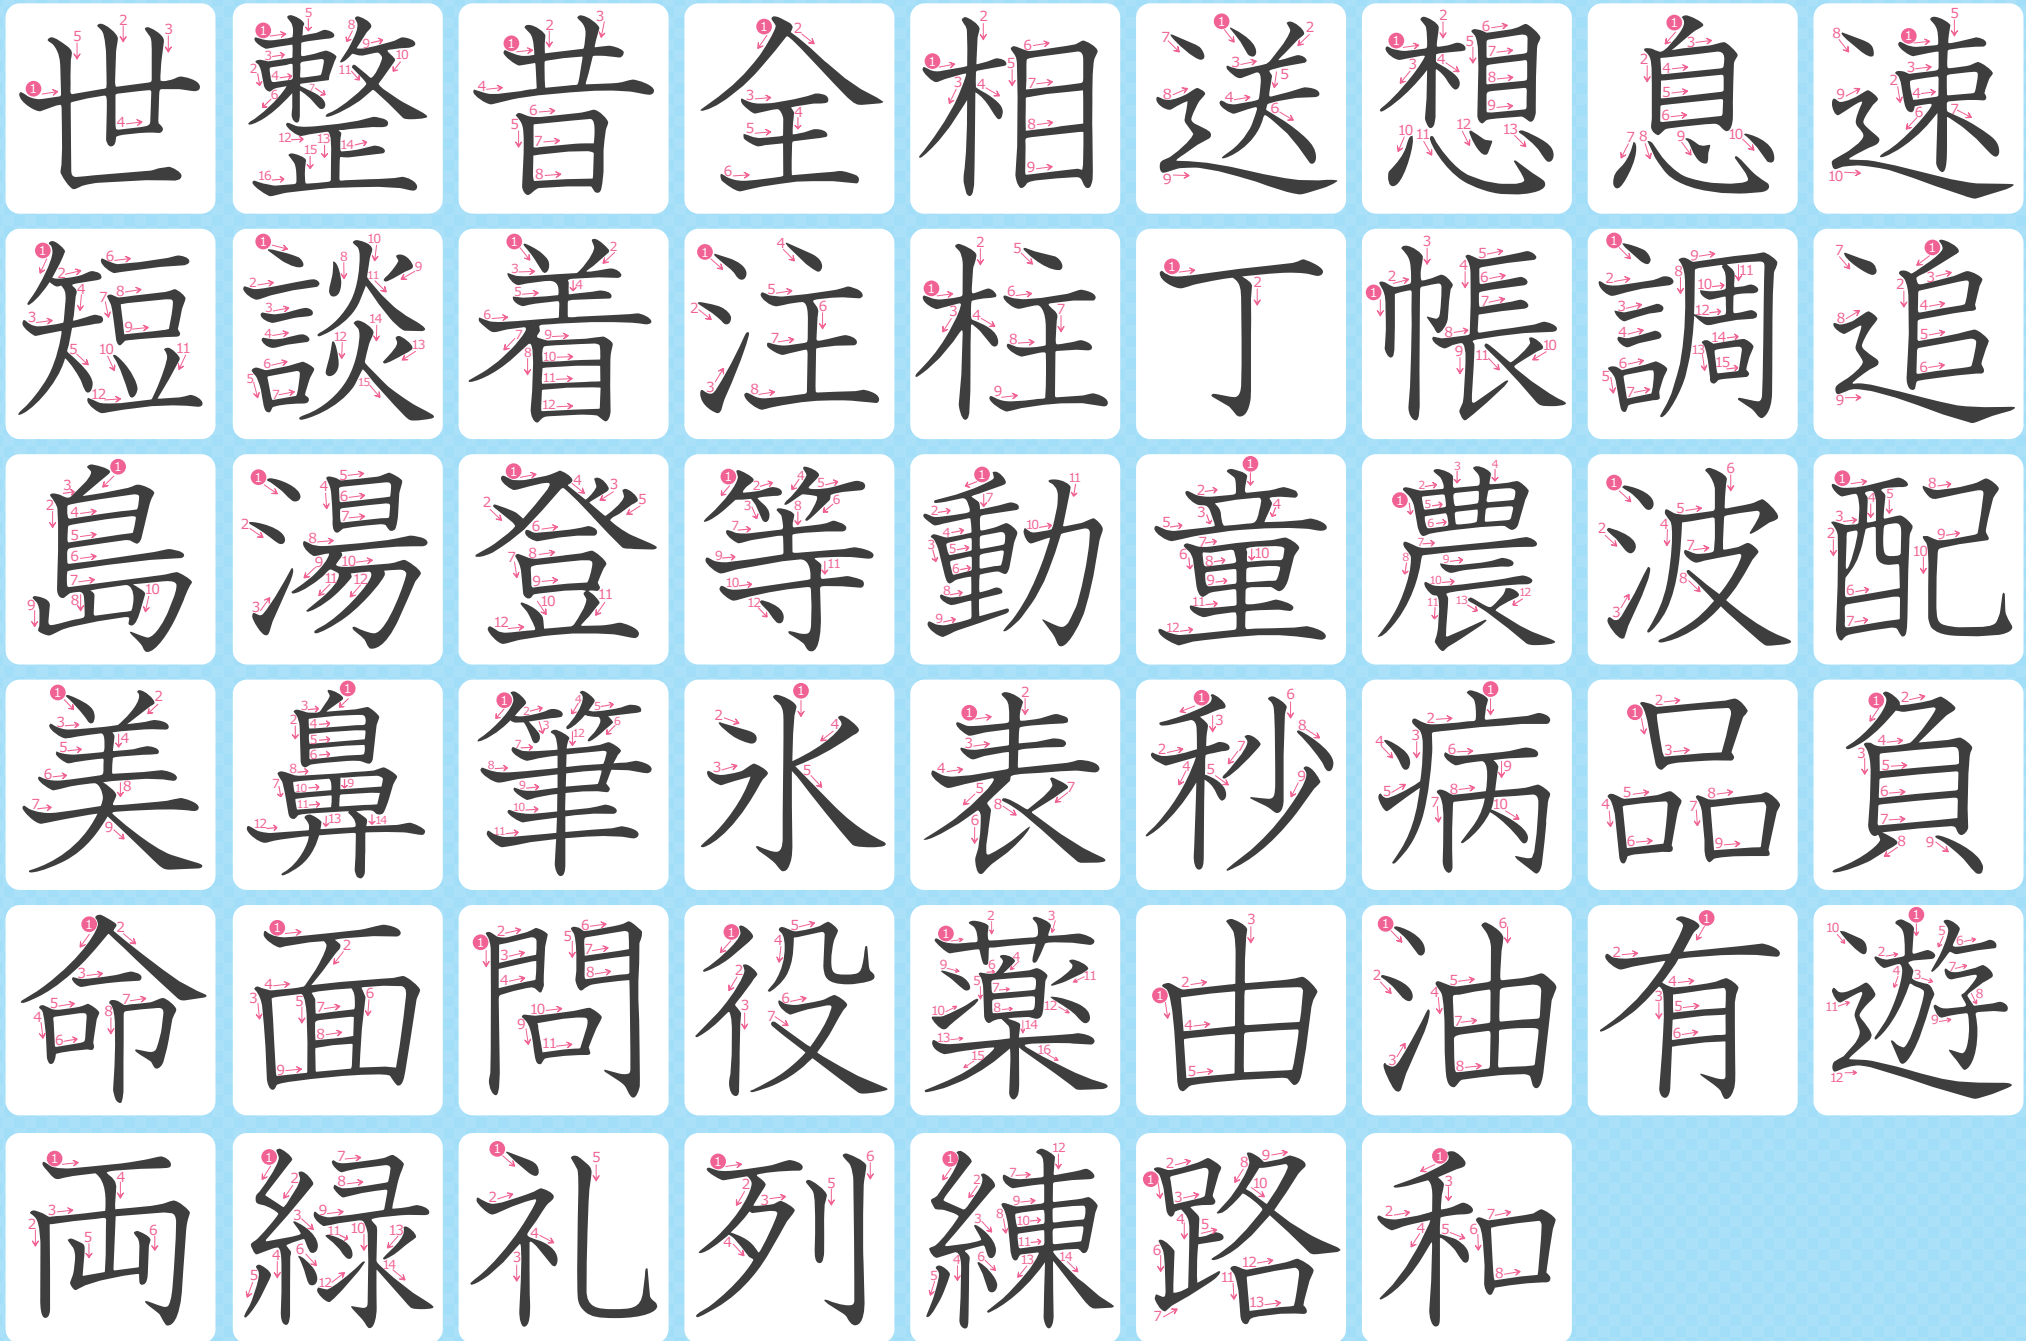 世 整 昔 全 相 送 想 息 速
短 談 着 注 柱 丁 帳 調 追
島 湯 登 等 動 童 農 波 配
美 鼻 筆 氷 表 秒 病 品 負
命 面 問 役 薬 由 油 有 遊
両 緑 礼 列 練 路 和